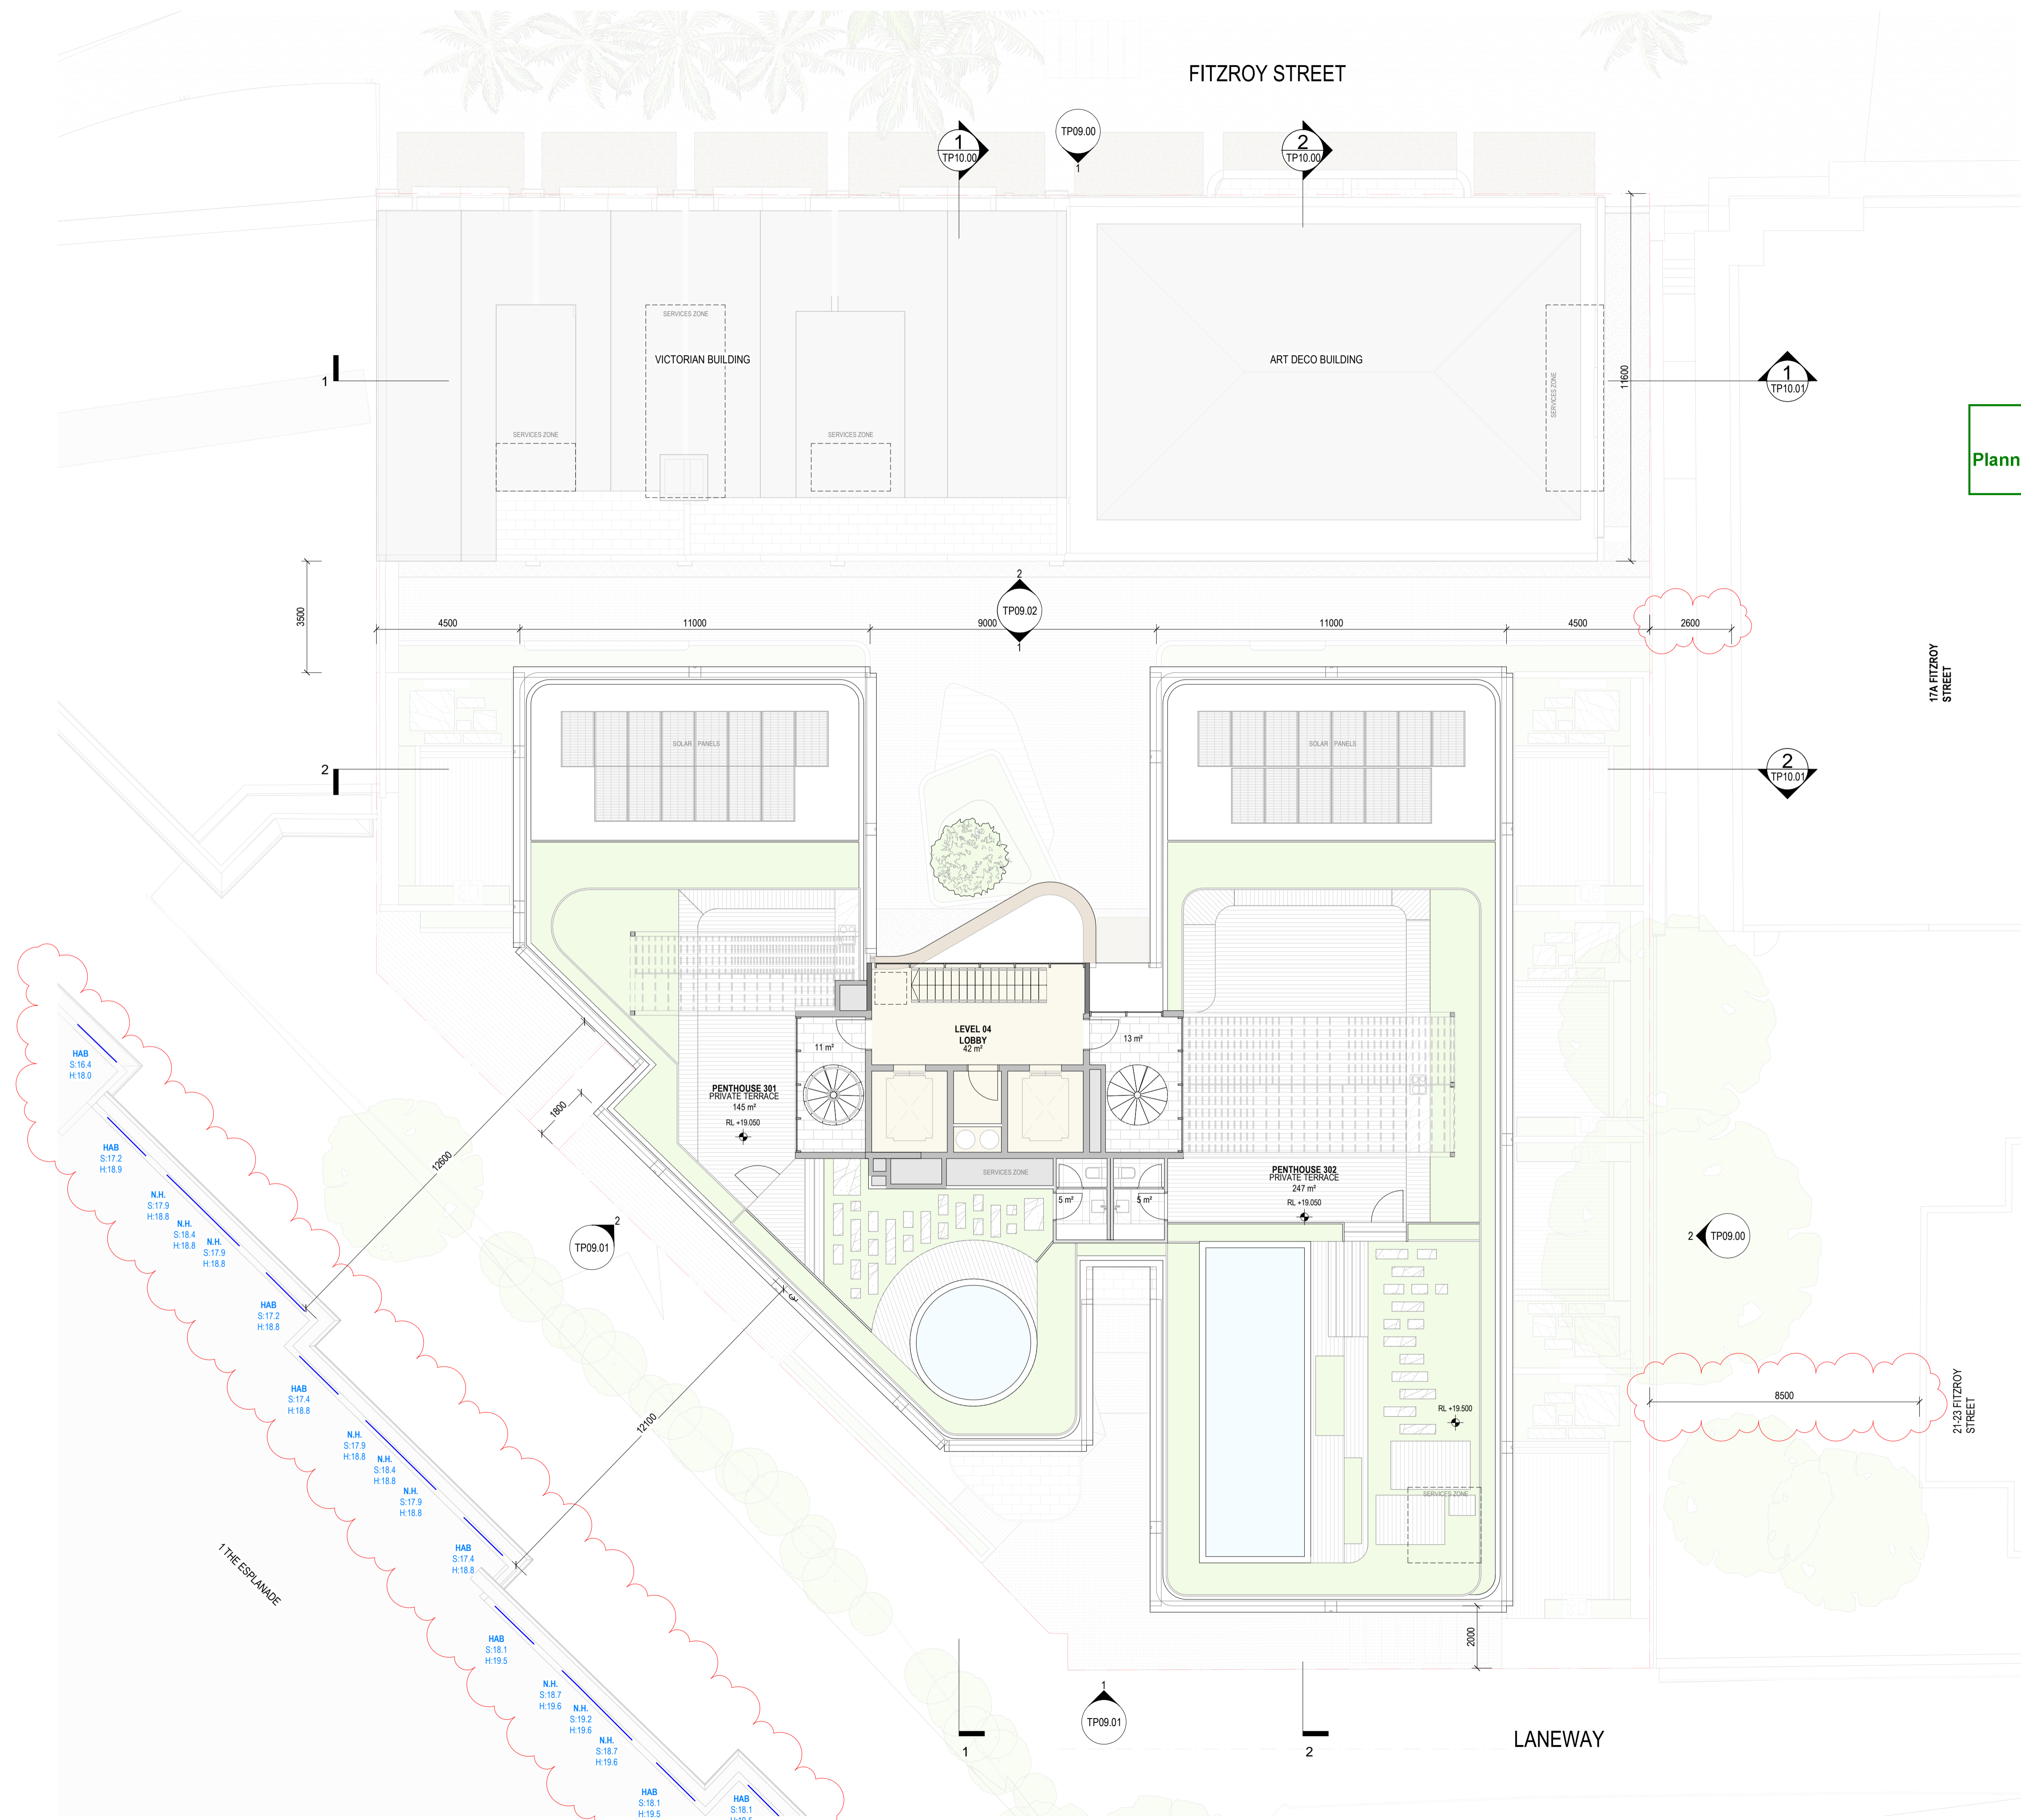 FITZROY STREET
TP09.00
1
1
TP10.00
2
TP10.00
SERVICES ZONE
VICTORIAN BUILDING
ART DECO BUILDING
11600
1
1
TP10.01
SERVICES ZONE
SERVICES ZONE
SERVICES ZONE
Plann
2
TP09.02
1
3500
4500
11000
9000
11000
4500
2600
17A FITZROY
STREET
SOLAR PANELS
SOLAR PANELS
2
2
TP10.01
LEVEL 04
LOBBY
42 m²
11 m²
13 m²
PENTHOUSE 301
PRIVATE TERRACE
145 m²
RL +19.050
SERVICES ZONE
5 m²
5 m²
PENTHOUSE 302
PRIVATE TERRACE
247 m²
RL +19.050
1800
12600
2
TP09.01
2
TP09.00
12100
8500
21-23 FITZROY
STREET
RL +19.500
SERVICES ZONE
2000
HAB
S:16.4
H:18.0
HAB
S:17.2
H:18.9
N.H.
S:17.9
H:18.8
N.H.
S:18.4
H:18.8
N.H.
S:17.9
H:18.8
HAB
S:17.2
H:18.8
HAB
S:17.4
H:18.8
N.H.
S:17.9
H:18.8
N.H.
S:18.4
H:18.8
N.H.
S:17.9
H:18.8
HAB
S:17.4
H:18.8
1 THE ESPLANADE
HAB
S:18.1
H:19.5
N.H.
S:18.7
H:19.6
N.H.
S:19.2
H:19.6
N.H.
S:18.7
H:19.6
HAB
S:18.1
H:19.5
HAB
S:18.1
1
TP09.01
1
2
LANEWAY